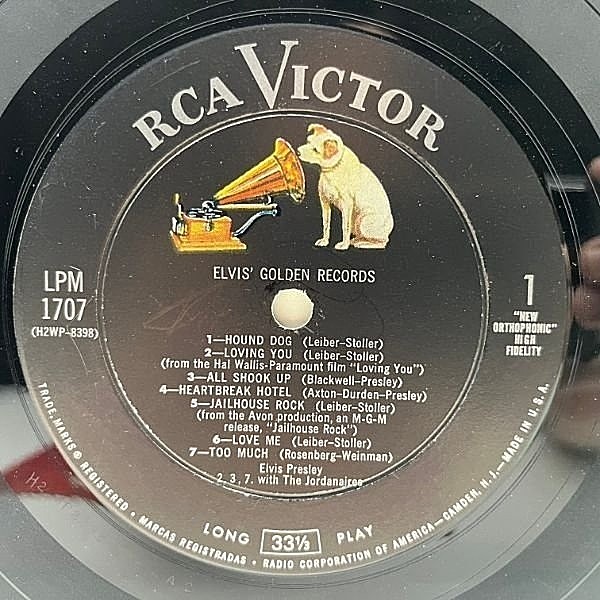 RCA VICTOR
ELVIS' GOLDEN RECORDS
LPM
1707
(H2WP-8398)
1
"NEW
ORTHOPHONIC"
HIGH
FIDELITY
1—HOUND DOG (Leiber-Stoller)
2—LOVING YOU (Leiber-Stoller)
(from the Hal Wallis-Paramount film "Loving You")
3—ALL SHOOK UP (Blackwell-Presley)
4—HEARTBREAK HOTEL (Axton-Durden-Presley)
5—JAILHOUSE ROCK (Leiber-Stoller)
(from the Avon production, an M-G-M
release, "Jailhouse Rock")
6—LOVE ME (Leiber-Stoller)
7—TOO MUCH (Rosenberg-Weinman)
Elvis Presley
2, 3, 7, with The Jordanaires
LONG 33⅓ PLAY
TRADE MARKS ® REGISTERED • MARCAS REGISTRADAS • RADIO CORPORATION OF AMERICA—CAMDEN, N. J.—MADE IN U.S.A.
H2